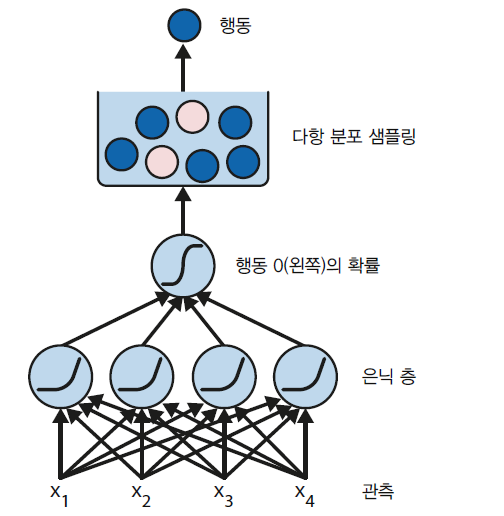 행동
다항 분포 샘플링
행동 0(왼쪽)의 확률
은닉 층
x1 x2 x3 x4 관측